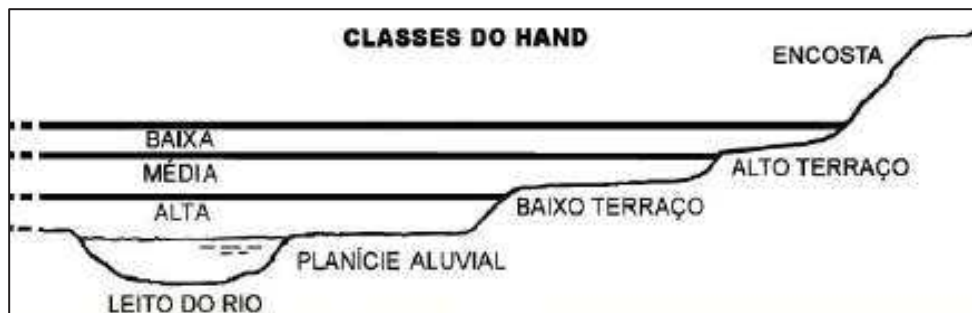 CLASSES DO HAND
ENCOSTA
BAIXA
MÉDIA
ALTO TERRAÇO
ALTA
BAIXO TERRAÇO
PLANÍCIE ALUVIAL
LEITO DO RIO